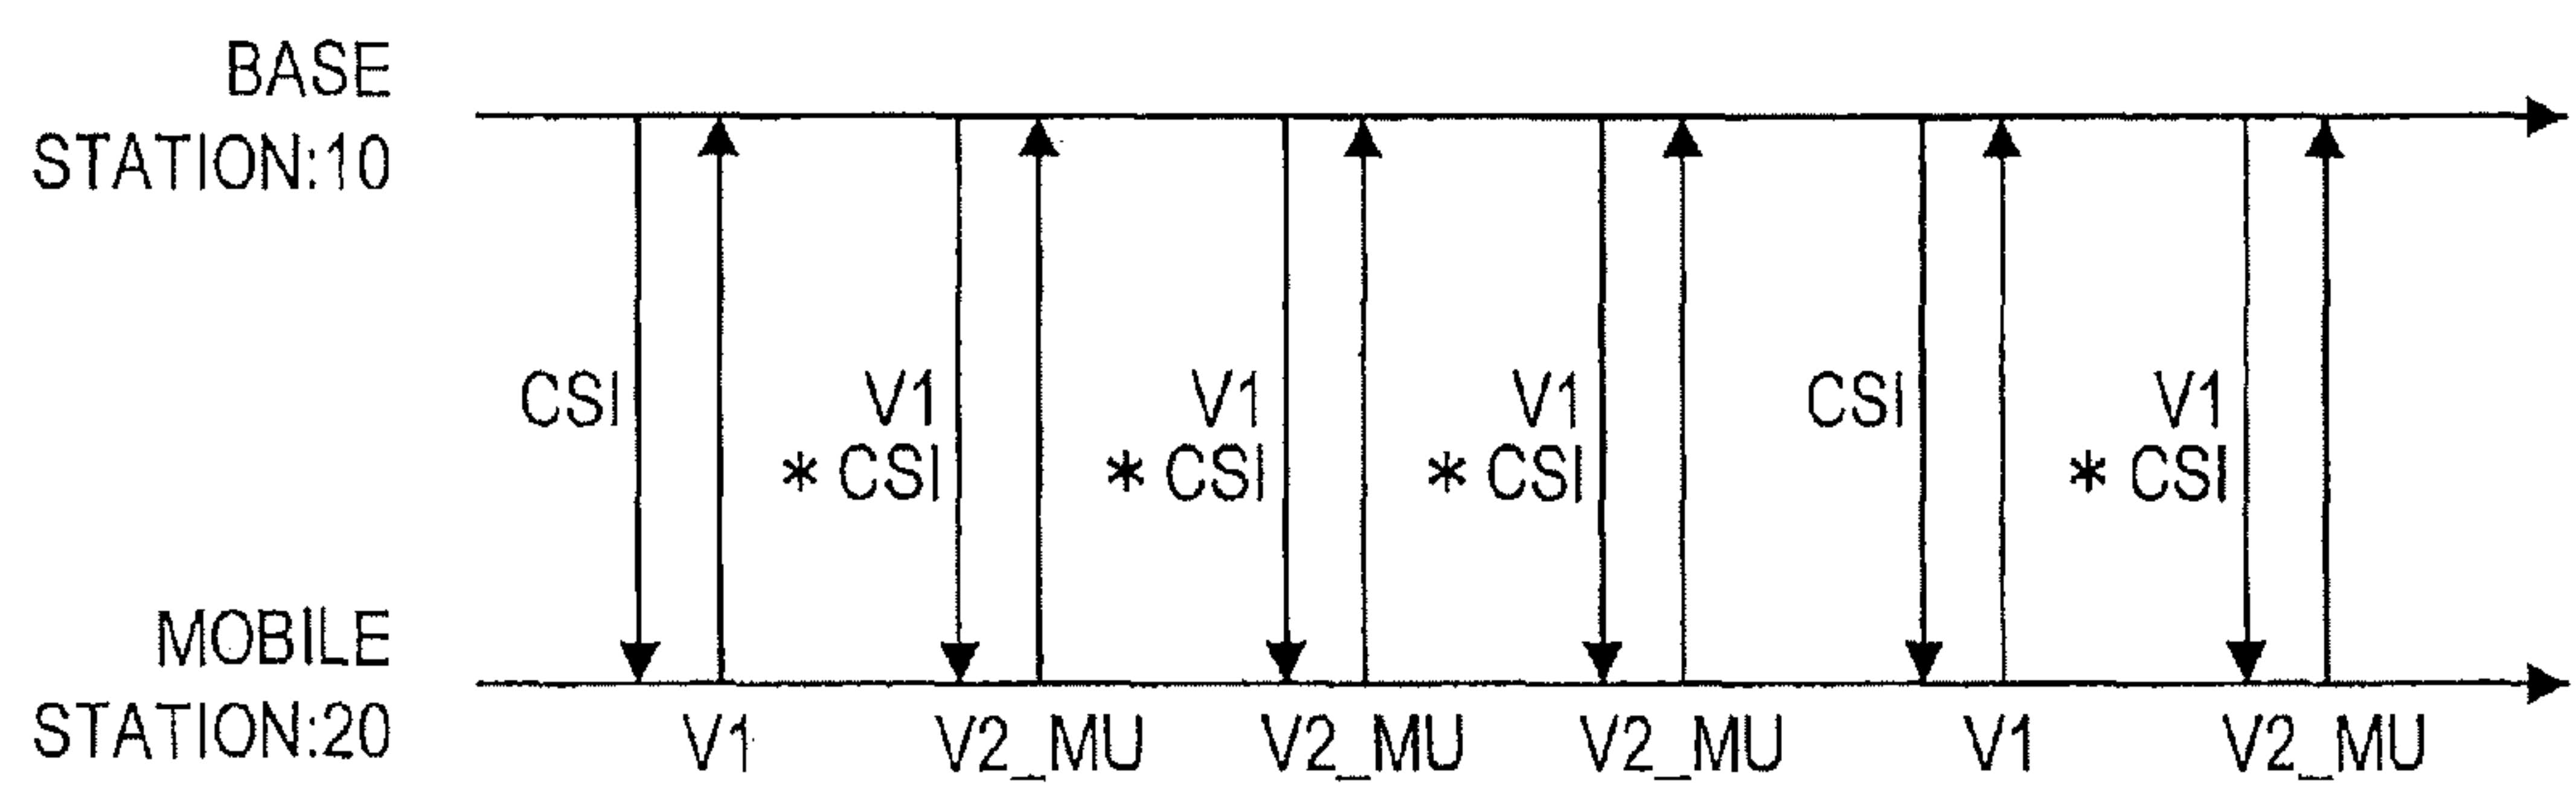 BASE
STATION:10
CSI
V1
* CSI
V1
* CSI
V1
* CSI
CSI
V1
* CSI
MOBILE
STATION:20
V1
V2_MU
V2_MU
V2_MU
V1
V2_MU